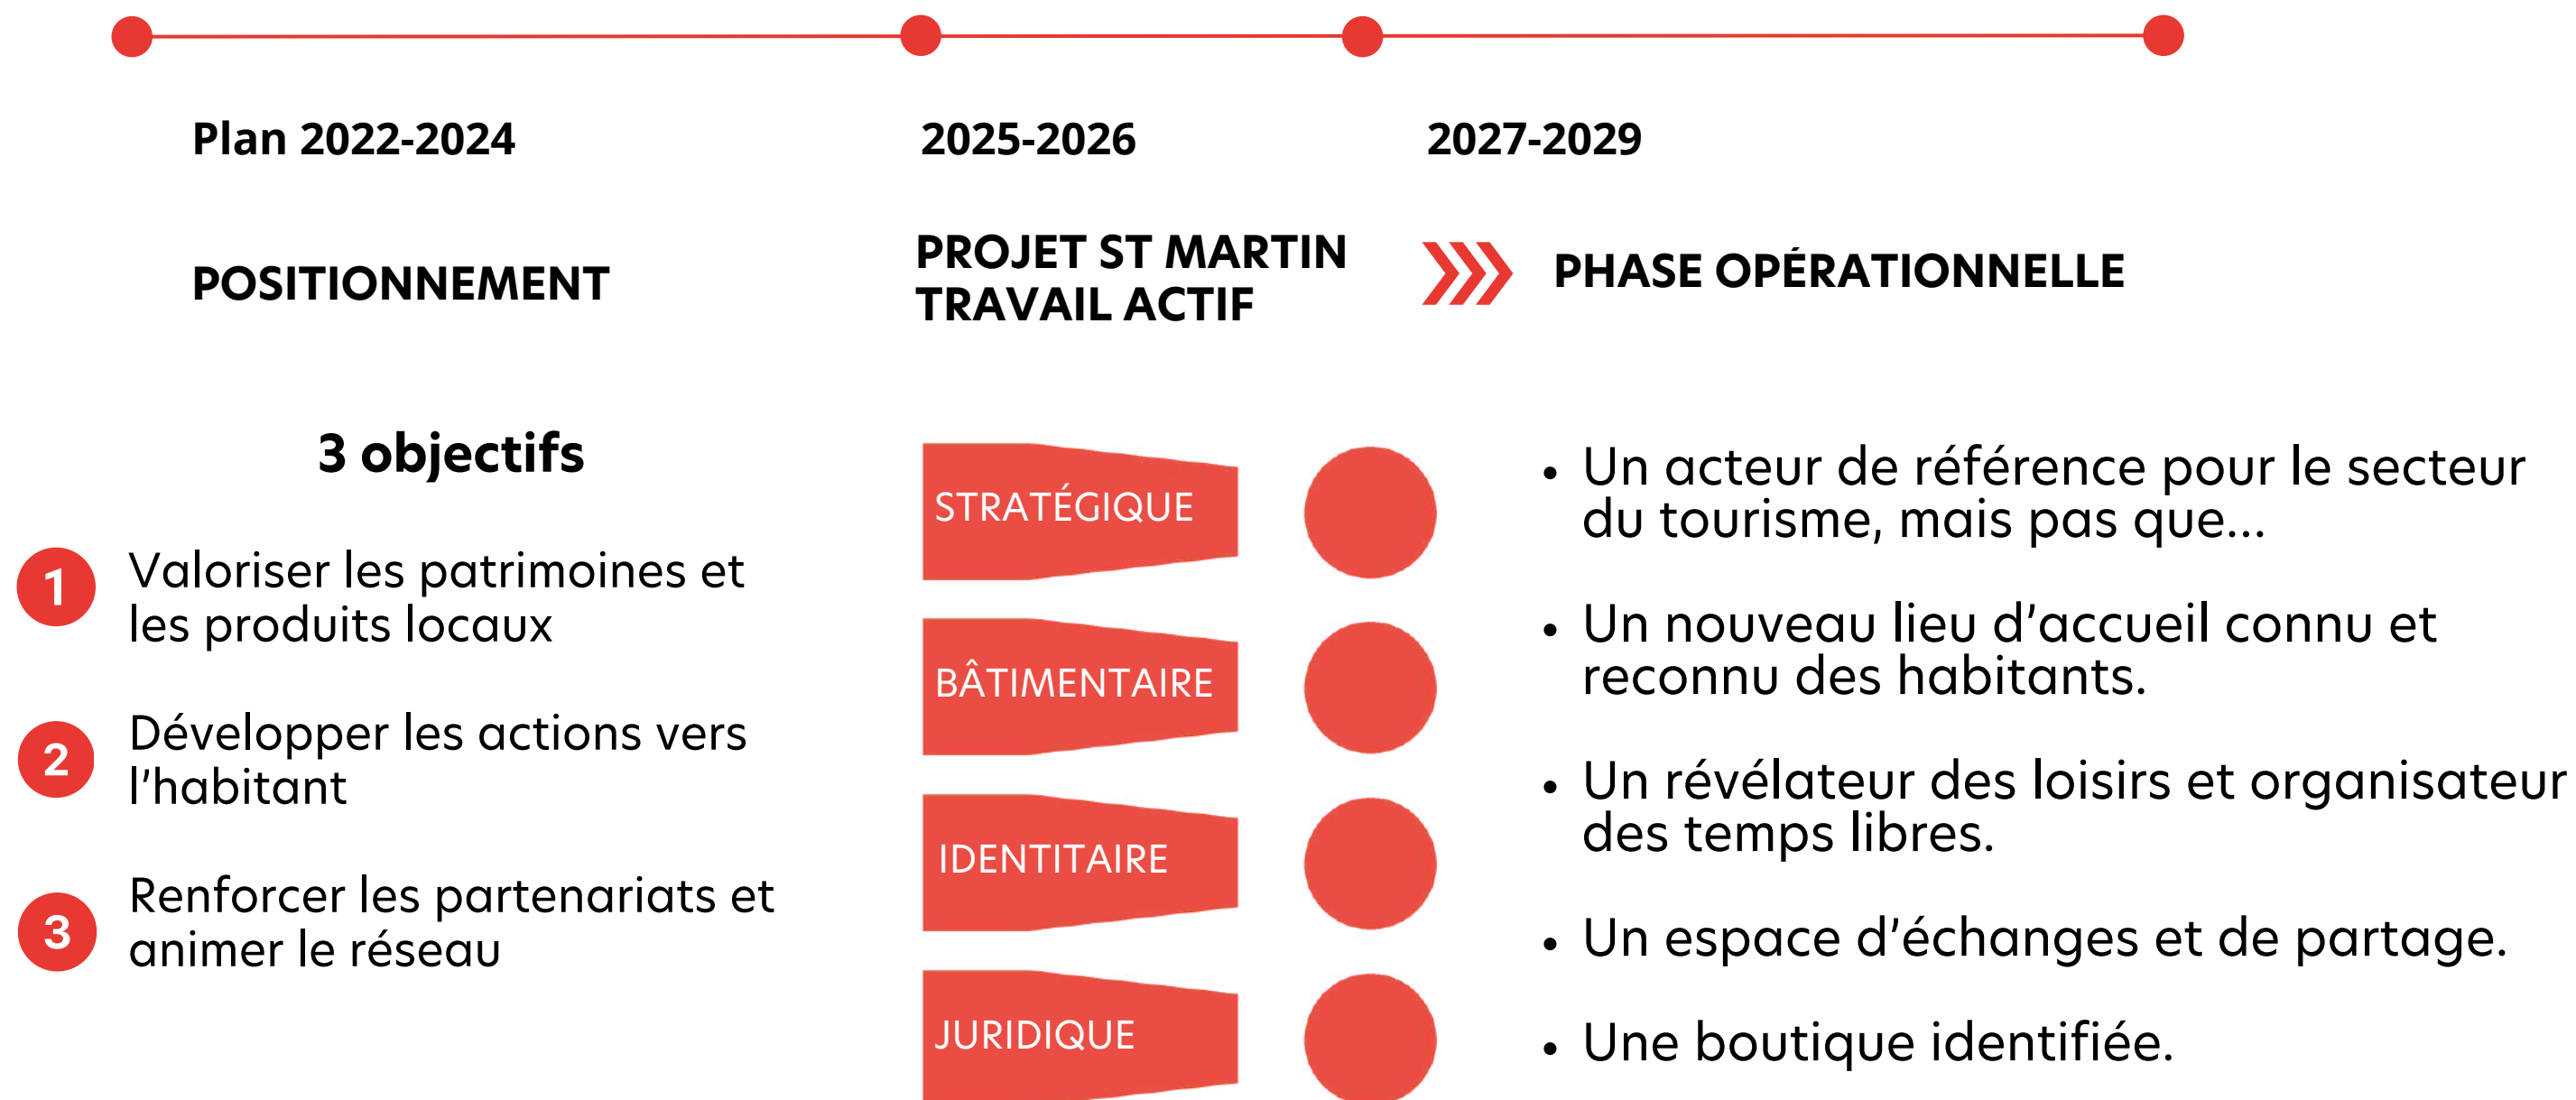 Plan 2022-2024
2025-2026
2027-2029
POSITIONNEMENT
PROJET ST MARTIN
TRAVAIL ACTIF
PHASE OPÉRATIONNELLE
3 objectifs
1
Valoriser les patrimoines et
les produits locaux
2
Développer les actions vers
l’habitant
3
Renforcer les partenariats et
animer le réseau
STRATÉGIQUE
BÂTIMENTAIRE
IDENTITAIRE
JURIDIQUE
• Un acteur de référence pour le secteur
du tourisme, mais pas que...
• Un nouveau lieu d’accueil connu et
reconnu des habitants.
• Un révélateur des loisirs et organisateur
des temps libres.
• Un espace d’échanges et de partage.
• Une boutique identifiée.